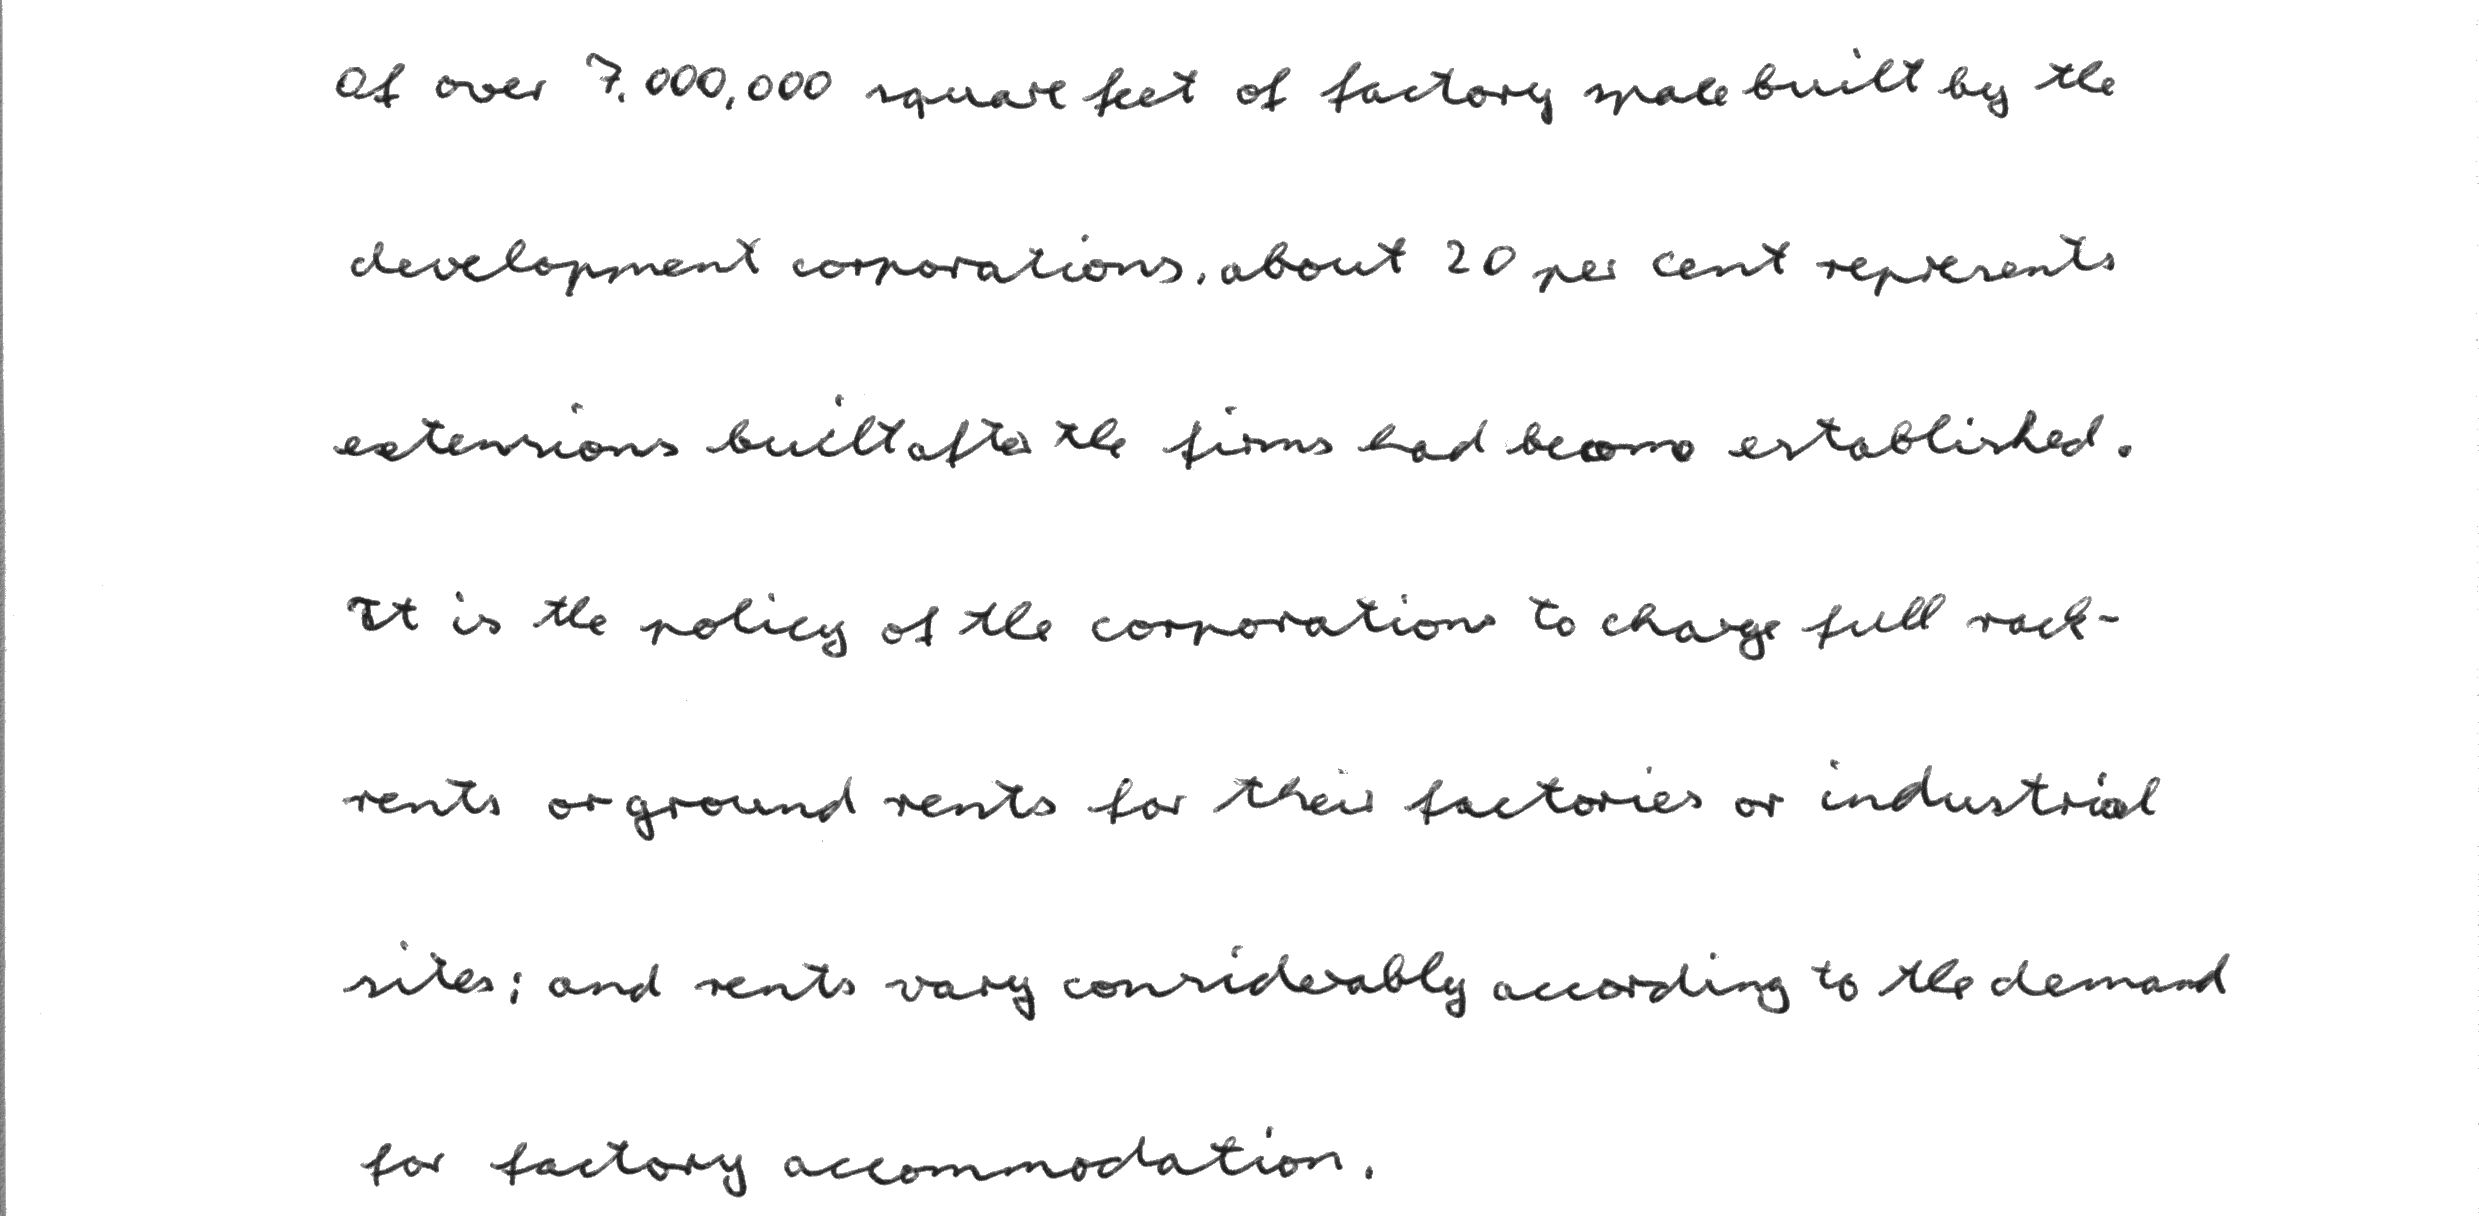 Of over 7,000,000 square feet of factory space built by the
development corporations, about 20 per cent represents
extensions built after the firms had become established.
It is the policy of the corporations to charge full rack-
rents or ground rents for their factories or industrial
sites; and rents vary considerably according to the demand
for factory accommodation.